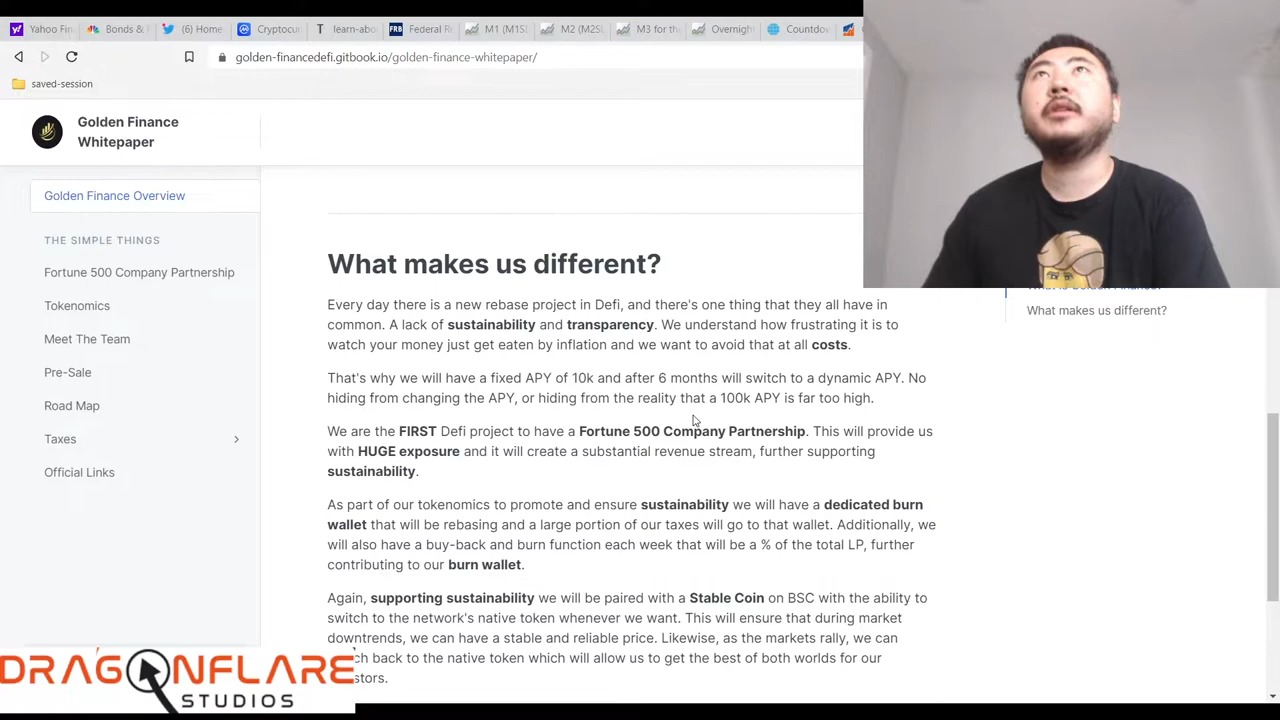 Yahoo Fin
Bonds &
(1) Home
Cryptocur
learn-abo
Federal R
M1 (M1S
M2 (M2S
M3 for th
Overnigh
Countdov
golden-financedefi.gitbook.io/golden-finance-whitepaper/
saved-session
Golden Finance
Whitepaper
Golden Finance Overview
THE SIMPLE THINGS
Fortune 500 Company Partnership
Tokenomics
Meet The Team
Pre-Sale
Road Map
Taxes
Official Links
What makes us different?
Every day there is a new rebase project in Defi, and there's one thing that they all have in
common. A lack of sustainability and transparency. We understand how frustrating it is to
watch your money just get eaten by inflation and we want to avoid that at all costs.
That's why we will have a fixed APY of 10k and after 6 months will switch to a dynamic APY. No
hiding from changing the APY, or hiding from the reality that a 100k APY is far too high.
We are the FIRST Defi project to have a Fortune 500 Company Partnership. This will provide us
with HUGE exposure and it will create a substantial revenue stream, further supporting
sustainability.
As part of our tokenomics to promote and ensure sustainability we will have a dedicated burn
wallet that will be rebasing and a large portion of our taxes will go to that wallet. Additionally, we
will also have a buy-back and burn function each week that will be a % of the total LP, further
contributing to our burn wallet.
Again, supporting sustainability we will be paired with a Stable Coin on BSC with the ability to
switch to the network's native token whenever we want. This will ensure that during market
downtrends, we can have a stable and reliable price. Likewise, as the markets rally, we can
ch back to the native token which will allow us to get the best of both worlds for our
stors.
What makes us different?
DRAGONFLARE
STUDIOS